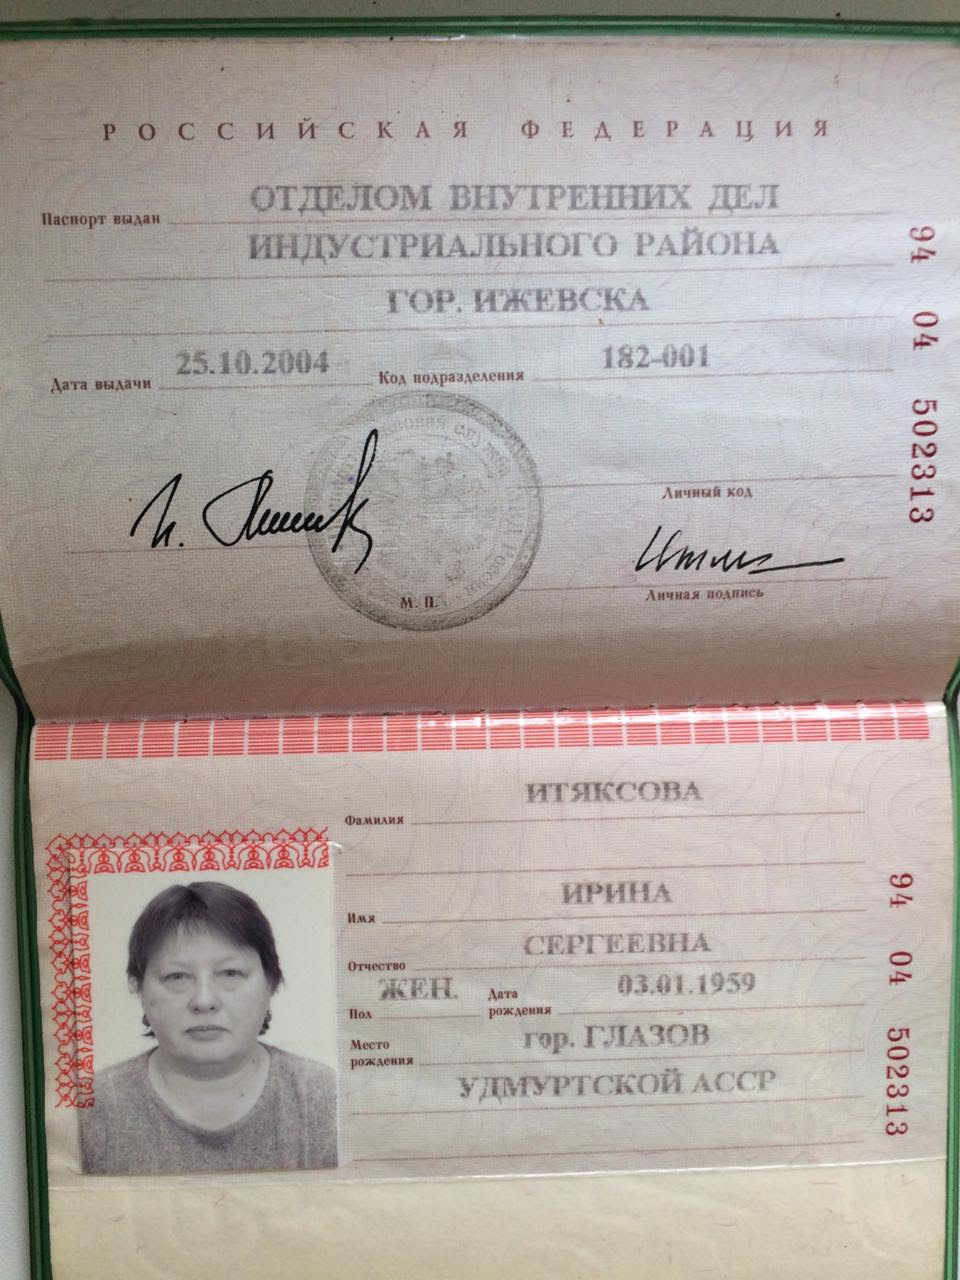 РОССИЙСКАЯ ФЕДЕРАЦИЯ
Паспорт выдан ОТДЕЛОМ ВНУТРЕННИХ ДЕЛ
ИНДУСТРИАЛЬНОГО РАЙОНА
ГОР. ИЖЕВСКА
Дата выдачи 25.10.2004 Код подразделения 182-001
Личный код
М. П.
Личная подпись
94 04 502313
Фамилия ИТЯКСОВА
Имя ИРИНА
Отчество СЕРГЕЕВНА
Пол ЖЕН. Дата рождения 03.01.1959
Место рождения гор. ГЛАЗОВ
УДМУРТСКОЙ АССР
94 04 502313